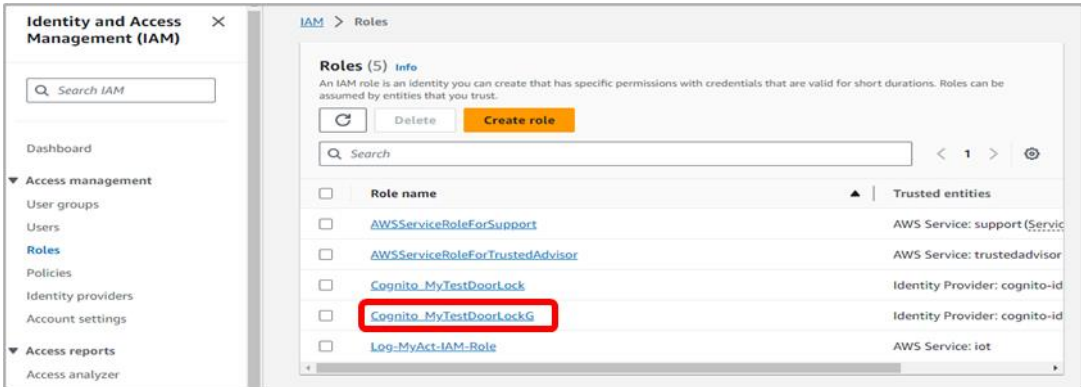 Identity and Access
Management (IAM)
Search IAM
Dashboard
Access management
User groups
Users
Roles
Policies
Identity providers
Account settings
Access reports
Access analyzer
IAM > Roles
Roles (5) Info
An IAM role is an identity you can create that has specific permissions with credentials that are valid for short durations. Roles can be
assumed by entities that you trust.
Delete Create role
Search
< 1 >
Role name Trusted entities
AWSServiceRoleForSupport AWS Service: support (Servic
AWSServiceRoleForTrustedAdvisor AWS Service: trustedadvisor
Cognito_MyTestDoorLock Identity Provider: cognito-id
Cognito_MyTestDoorLockG Identity Provider: cognito-id
Log-MyAct-IAM-Role AWS Service: iot